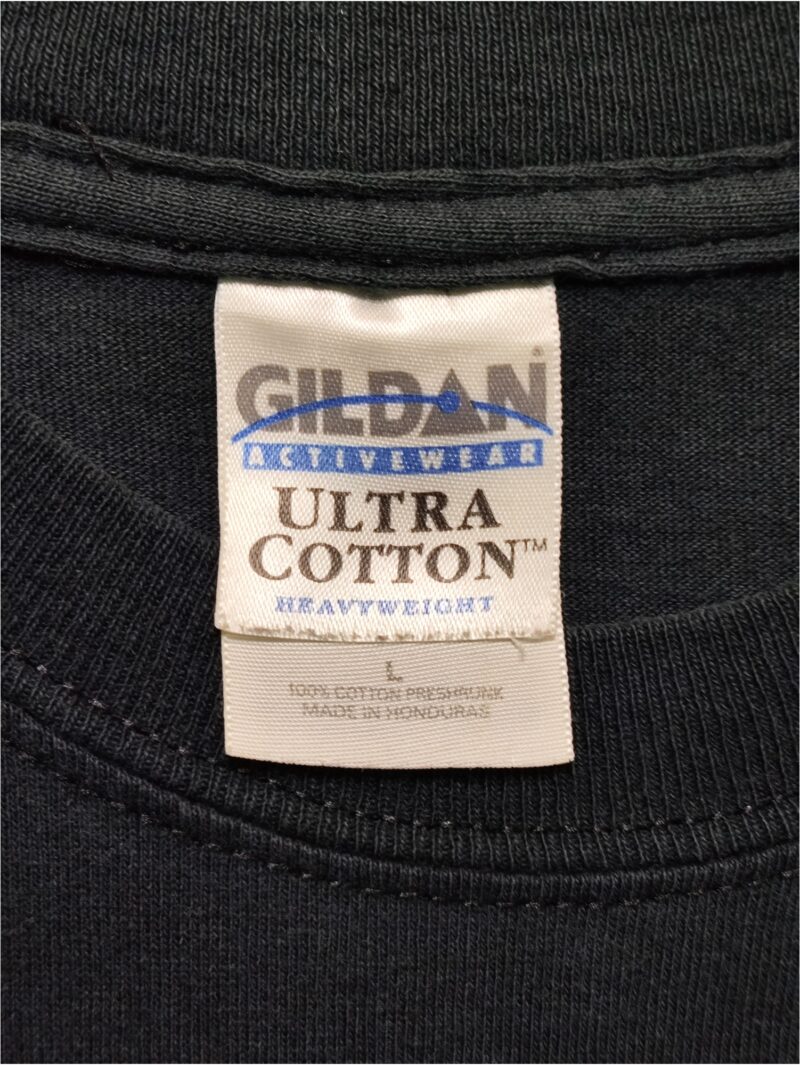 GILDAN®
ACTIVEWEAR
ULTRA
COTTON™
HEAVYWEIGHT
L
100% COTTON PRESHRUNK
MADE IN HONDURAS